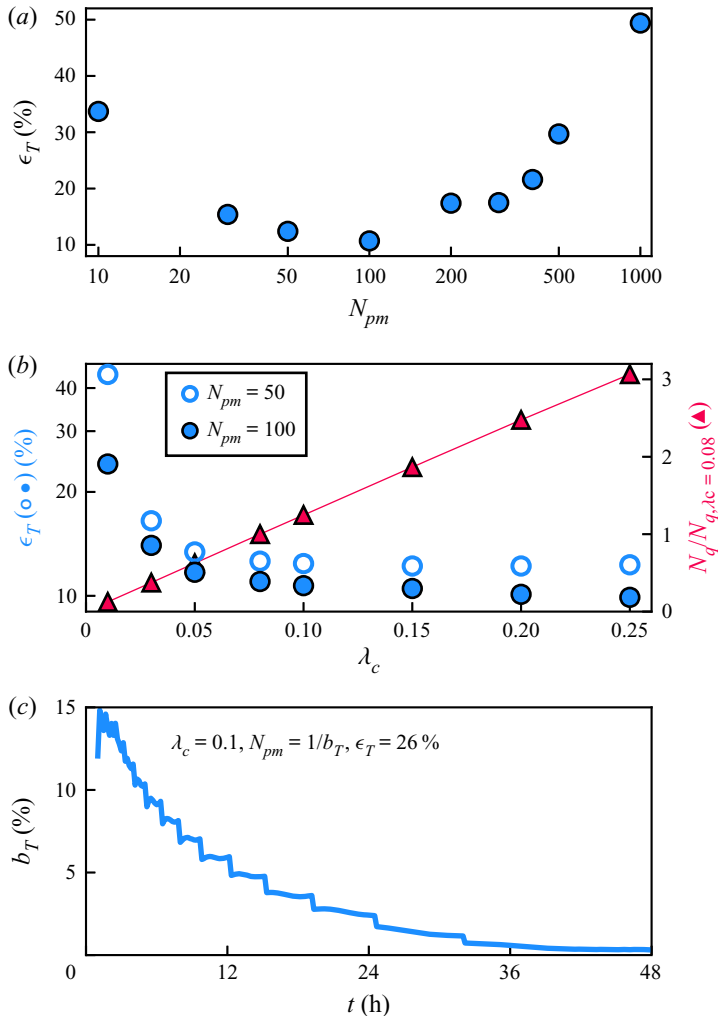 (a)
50
40
30
20
10
ϵ_T (%)
10 20 50 100 200 500 1000
N_pm
(b)
N_pm = 50
N_pm = 100
40
30
20
10
ϵ_T (o •) (%)
3
2
1
0
N_q/N_q,λc = 0.08 (▲)
0 0.05 0.10 0.15 0.20 0.25
λ_c
(c)
λ_c = 0.1, N_pm = 1/b_T, ϵ_T = 26 %
15
10
5
0
b_T (%)
12 24 36 48
t (h)